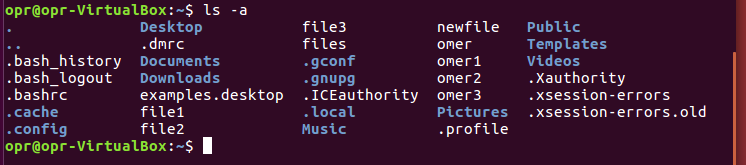 opr@opr-VirtualBox:~$ ls -a
. Desktop file3 newfile Public
.. .dmrc files omer Templates
.bash_history Documents .gconf omer1 Videos
.bash_logout Downloads .gnupg omer2 .Xauthority
.bashrc examples.desktop .ICEauthority omer3 .xsession-errors
.cache file1 .local Pictures .xsession-errors.old
.config file2 Music .profile
opr@opr-VirtualBox:~$